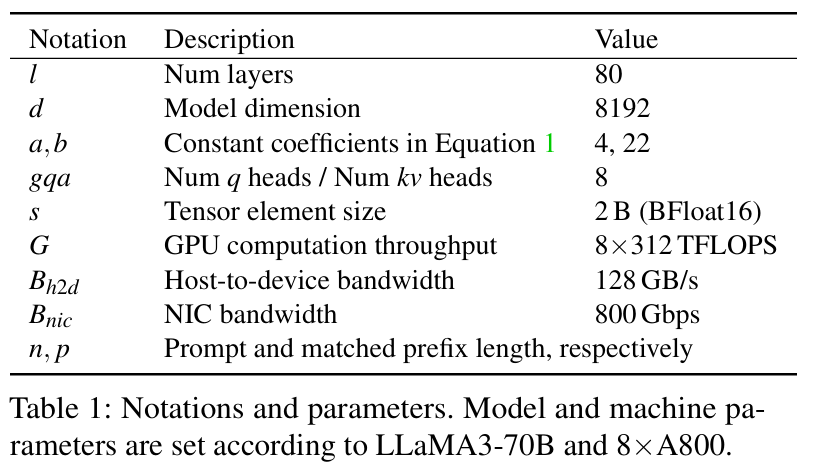 Notation Description Value
l Num layers 80
d Model dimension 8192
a,b Constant coefficients in Equation 1 4, 22
gqa Num q heads / Num kv heads 8
s Tensor element size 2 B (BFloat16)
G GPU computation throughput 8×312 TFLOPS
B_h2d Host-to-device bandwidth 128 GB/s
B_nic NIC bandwidth 800 Gbps
n, p Prompt and matched prefix length, respectively
Table 1: Notations and parameters. Model and machine pa-
rameters are set according to LLaMA3-70B and 8×A800.